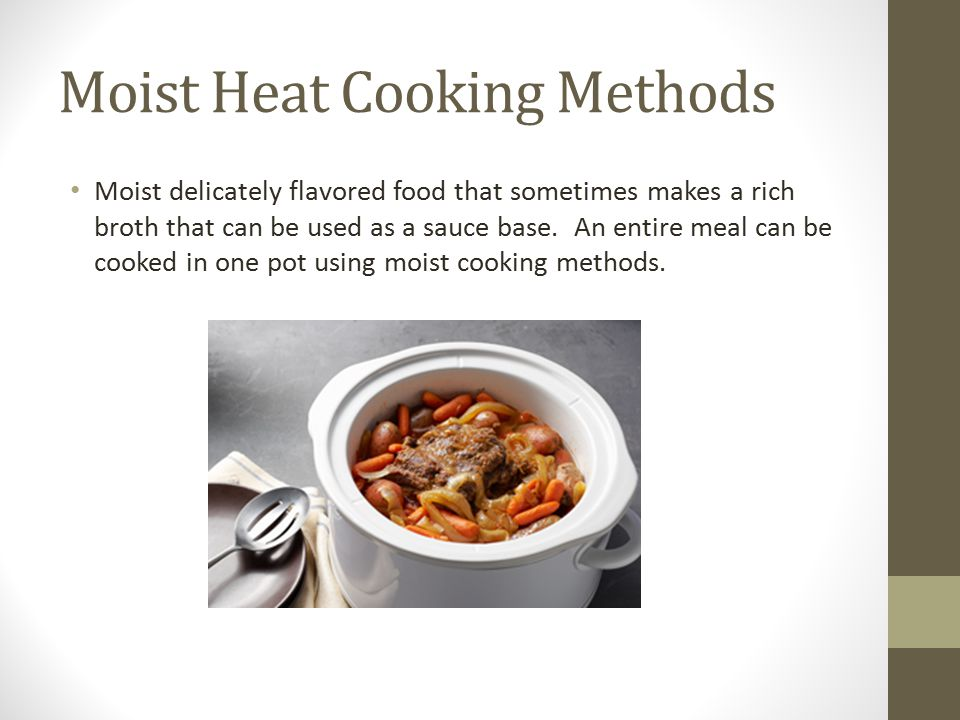 Moist Heat Cooking Methods
• Moist delicately flavored food that sometimes makes a rich
broth that can be used as a sauce base.  An entire meal can be
cooked in one pot using moist cooking methods.